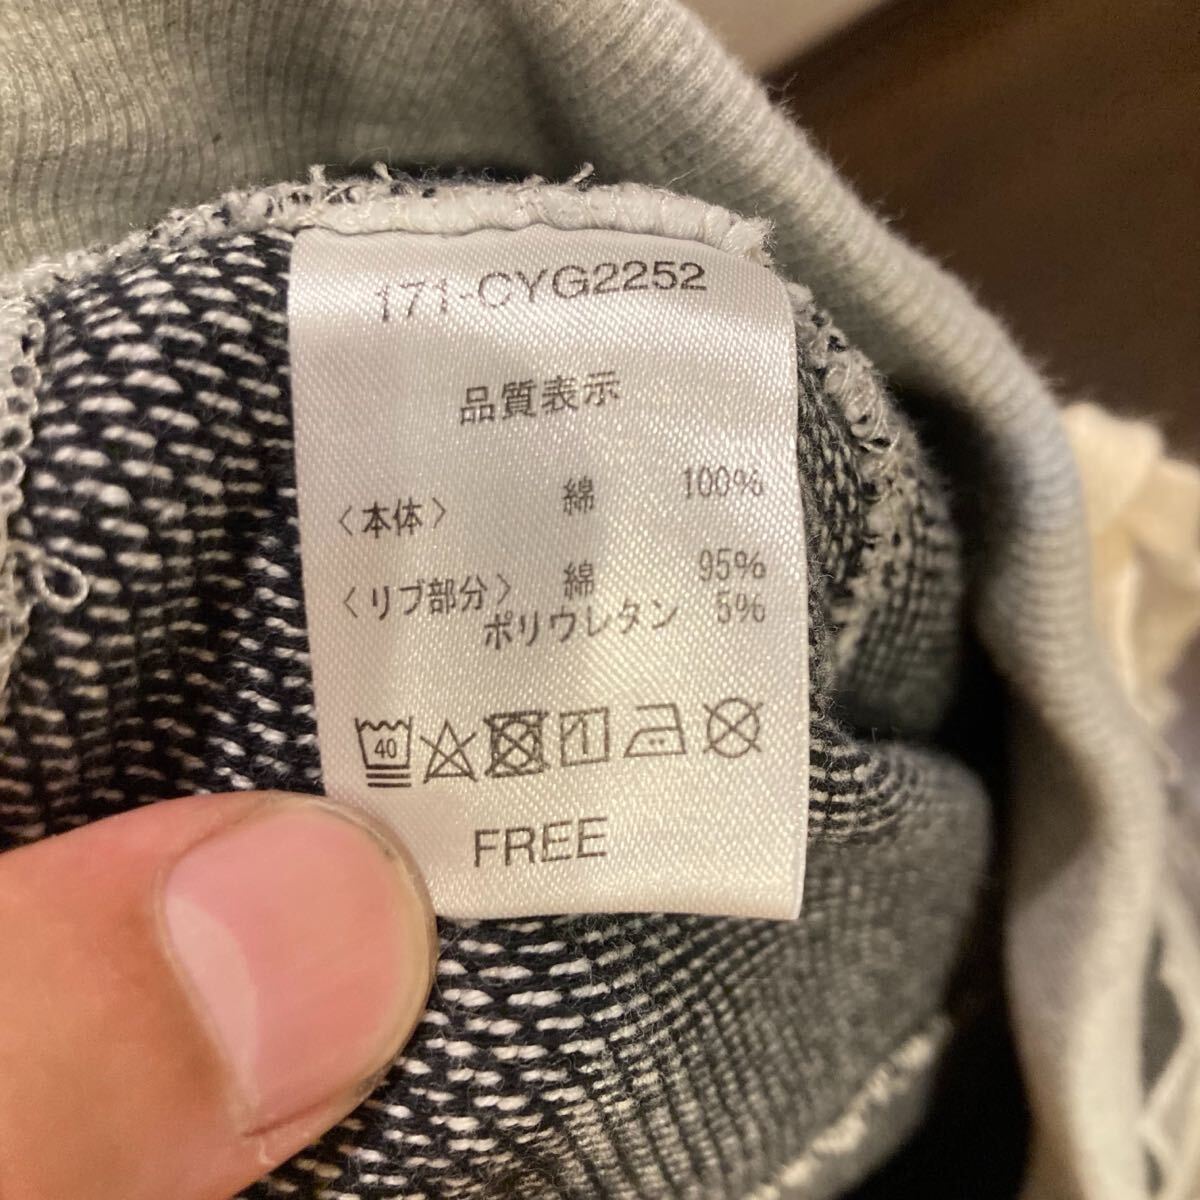 171-CYG2252
品質表示
〈本体〉 綿 100%
〈リブ部分〉 綿 95%
ポリウレタン 5%
40
FREE